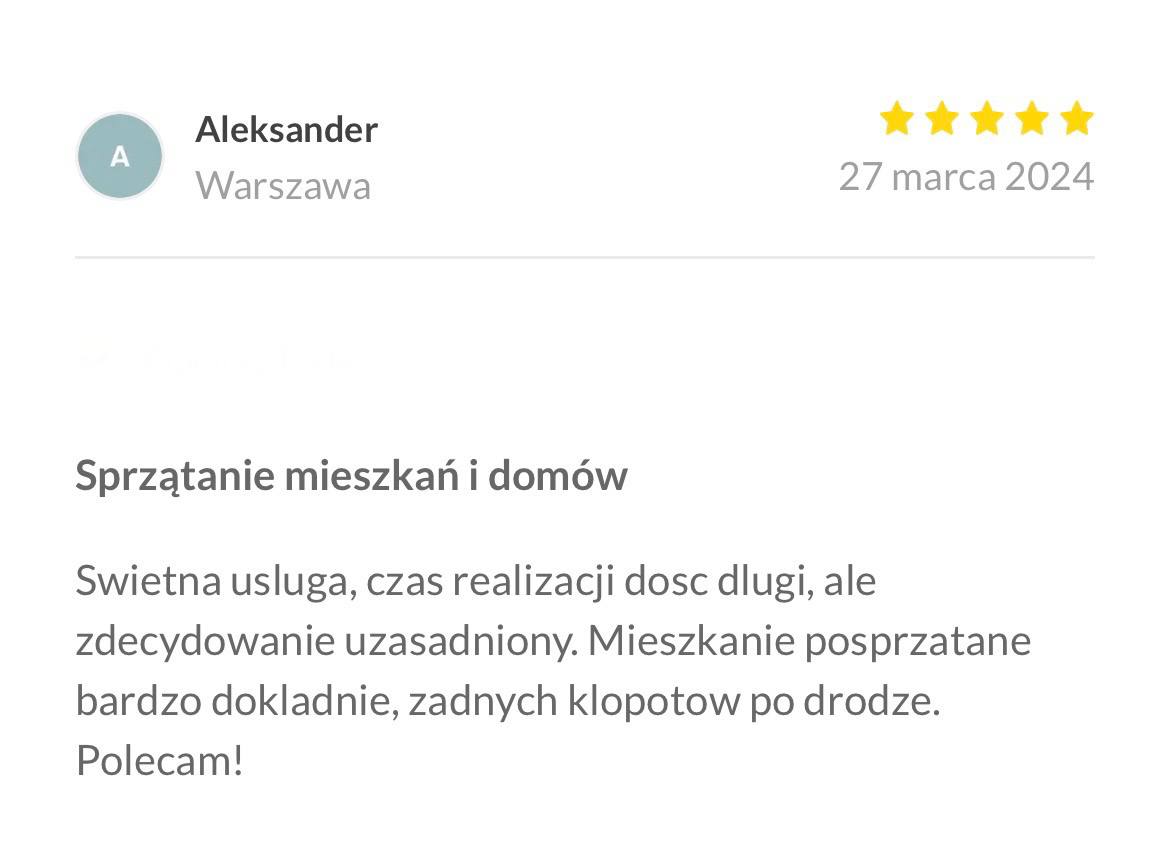 A
Aleksander
Warszawa
27 marca 2024
Sprzątanie mieszkań i domów
Swietna usluga, czas realizacji dosc dlugi, ale
zdecydowanie uzasadniony. Mieszkanie posprzatane
bardzo dokladnie, zadnych klopotow po drodze.
Polecam!